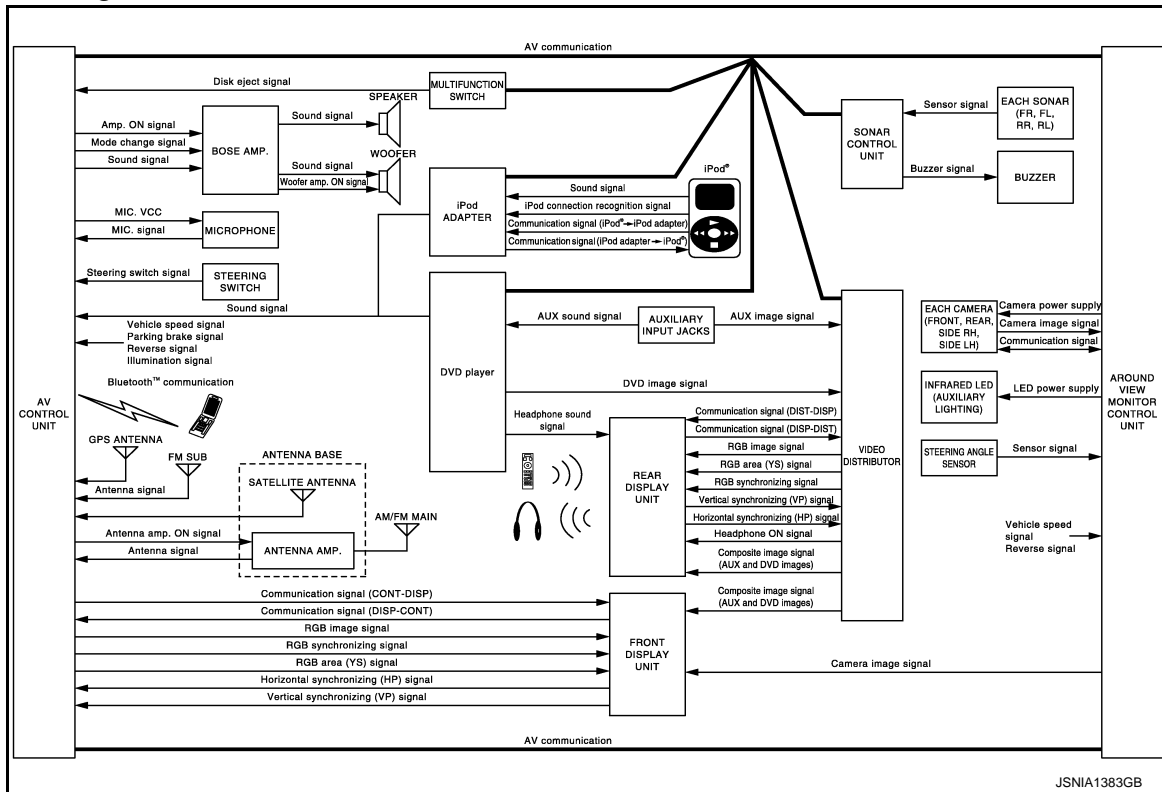 AV communication
Disk eject signal
MULTIFUNCTION
SWITCH
SPEAKER
Amp. ON signal
Mode change signal
Sound signal
BOSE AMP.
Sound signal
WOOFER
Sound signal
Woofer amp. ON signal
MIC. VCC
MIC. signal
MICROPHONE
Steering switch signal
STEERING
SWITCH
Sound signal
Vehicle speed signal
Parking brake signal
Reverse signal
Illumination signal
Bluetooth™ communication
AV
CONTROL
UNIT
GPS ANTENNA
FM SUB
Antenna signal
ANTENNA BASE
SATELLITE ANTENNA
AM/FM MAIN
Antenna amp. ON signal
Antenna signal
ANTENNA AMP.
iPod
ADAPTER
iPod®
Sound signal
iPod connection recognition signal
Communication signal (iPod®→iPod adapter)
Communication signal (iPod adapter→iPod®)
DVD player
AUX sound signal
AUXILIARY
INPUT JACKS
AUX image signal
DVD image signal
Headphone sound
signal
REAR
DISPLAY
UNIT
Communication signal (DIST-DISP)
Communication signal (DISP-DIST)
RGB image signal
RGB area (YS) signal
RGB synchronizing signal
Vertical synchronizing (VP) signal
Horizontal synchronizing (HP) signal
Headphone ON signal
Composite image signal
(AUX and DVD images)
Composite image signal
(AUX and DVD images)
VIDEO
DISTRIBUTOR
SONAR
CONTROL
UNIT
Sensor signal
EACH SONAR
(FR, FL,
RR, RL)
Buzzer signal
BUZZER
EACH CAMERA
(FRONT, REAR,
SIDE RH,
SIDE LH)
Camera power supply
Camera image signal
Communication signal
INFRARED LED
(AUXILIARY
LIGHTING)
LED power supply
STEERING ANGLE
SENSOR
Sensor signal
Vehicle speed
signal
Reverse signal
AROUND
VIEW
MONITOR
CONTROL
UNIT
Communication signal (CONT-DISP)
Communication signal (DISP-CONT)
RGB image signal
RGB synchronizing signal
RGB area (YS) signal
Horizontal synchronizing (HP) signal
Vertical synchronizing (VP) signal
FRONT
DISPLAY
UNIT
Camera image signal
AV communication
JSNIA1383GB